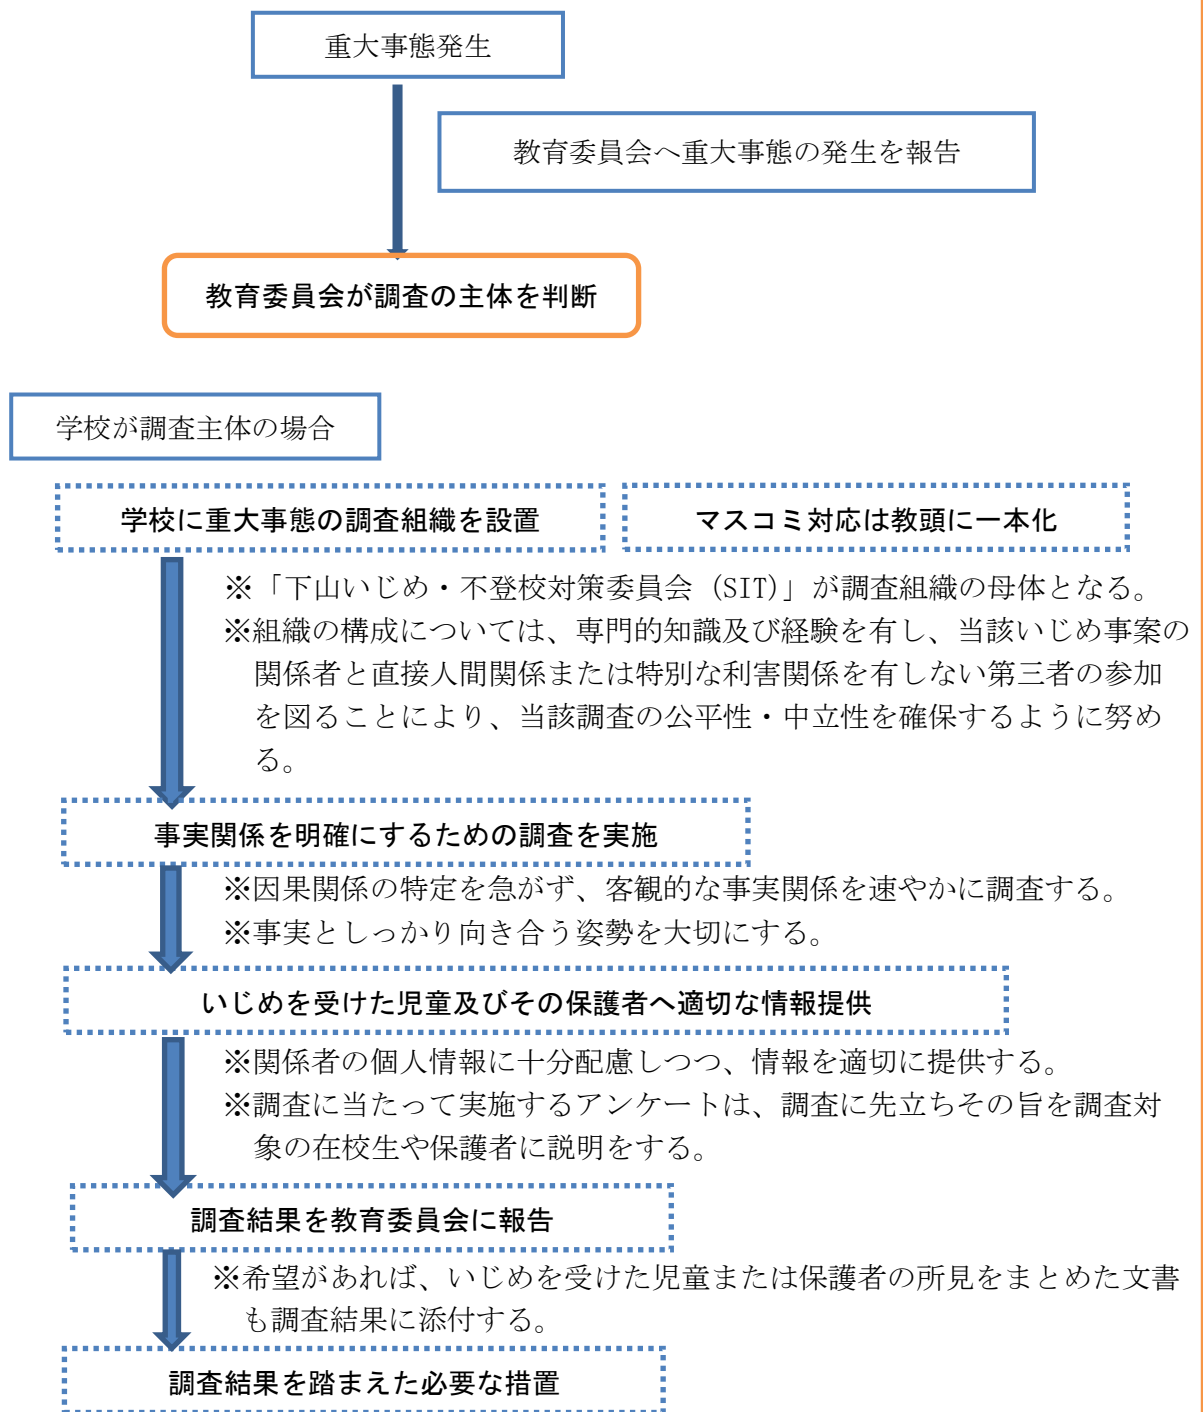 重大事態発生
教育委員会へ重大事態の発生を報告
教育委員会が調査の主体を判断
学校が調査主体の場合
学校に重大事態の調査組織を設置
マスコミ対応は教頭に一本化
※「下山いじめ・不登校対策委員会（SIT）」が調査組織の母体となる。
※組織の構成については、専門的知識及び経験を有し、当該いじめ事案の
関係者と直接人間関係または特別な利害関係を有しない第三者の参加
を図ることにより、当該調査の公平性・中立性を確保するように努め
る。
事実関係を明確にするための調査を実施
※因果関係の特定を急がず、客観的な事実関係を速やかに調査する。
※事実としっかり向き合う姿勢を大切にする。
いじめを受けた児童及びその保護者へ適切な情報提供
※関係者の個人情報に十分配慮しつつ、情報を適切に提供する。
※調査に当たって実施するアンケートは、調査に先立ちその旨を調査対
象の在校生や保護者に説明をする。
調査結果を教育委員会に報告
※希望があれば、いじめを受けた児童または保護者の所見をまとめた文書
も調査結果に添付する。
調査結果を踏まえた必要な措置